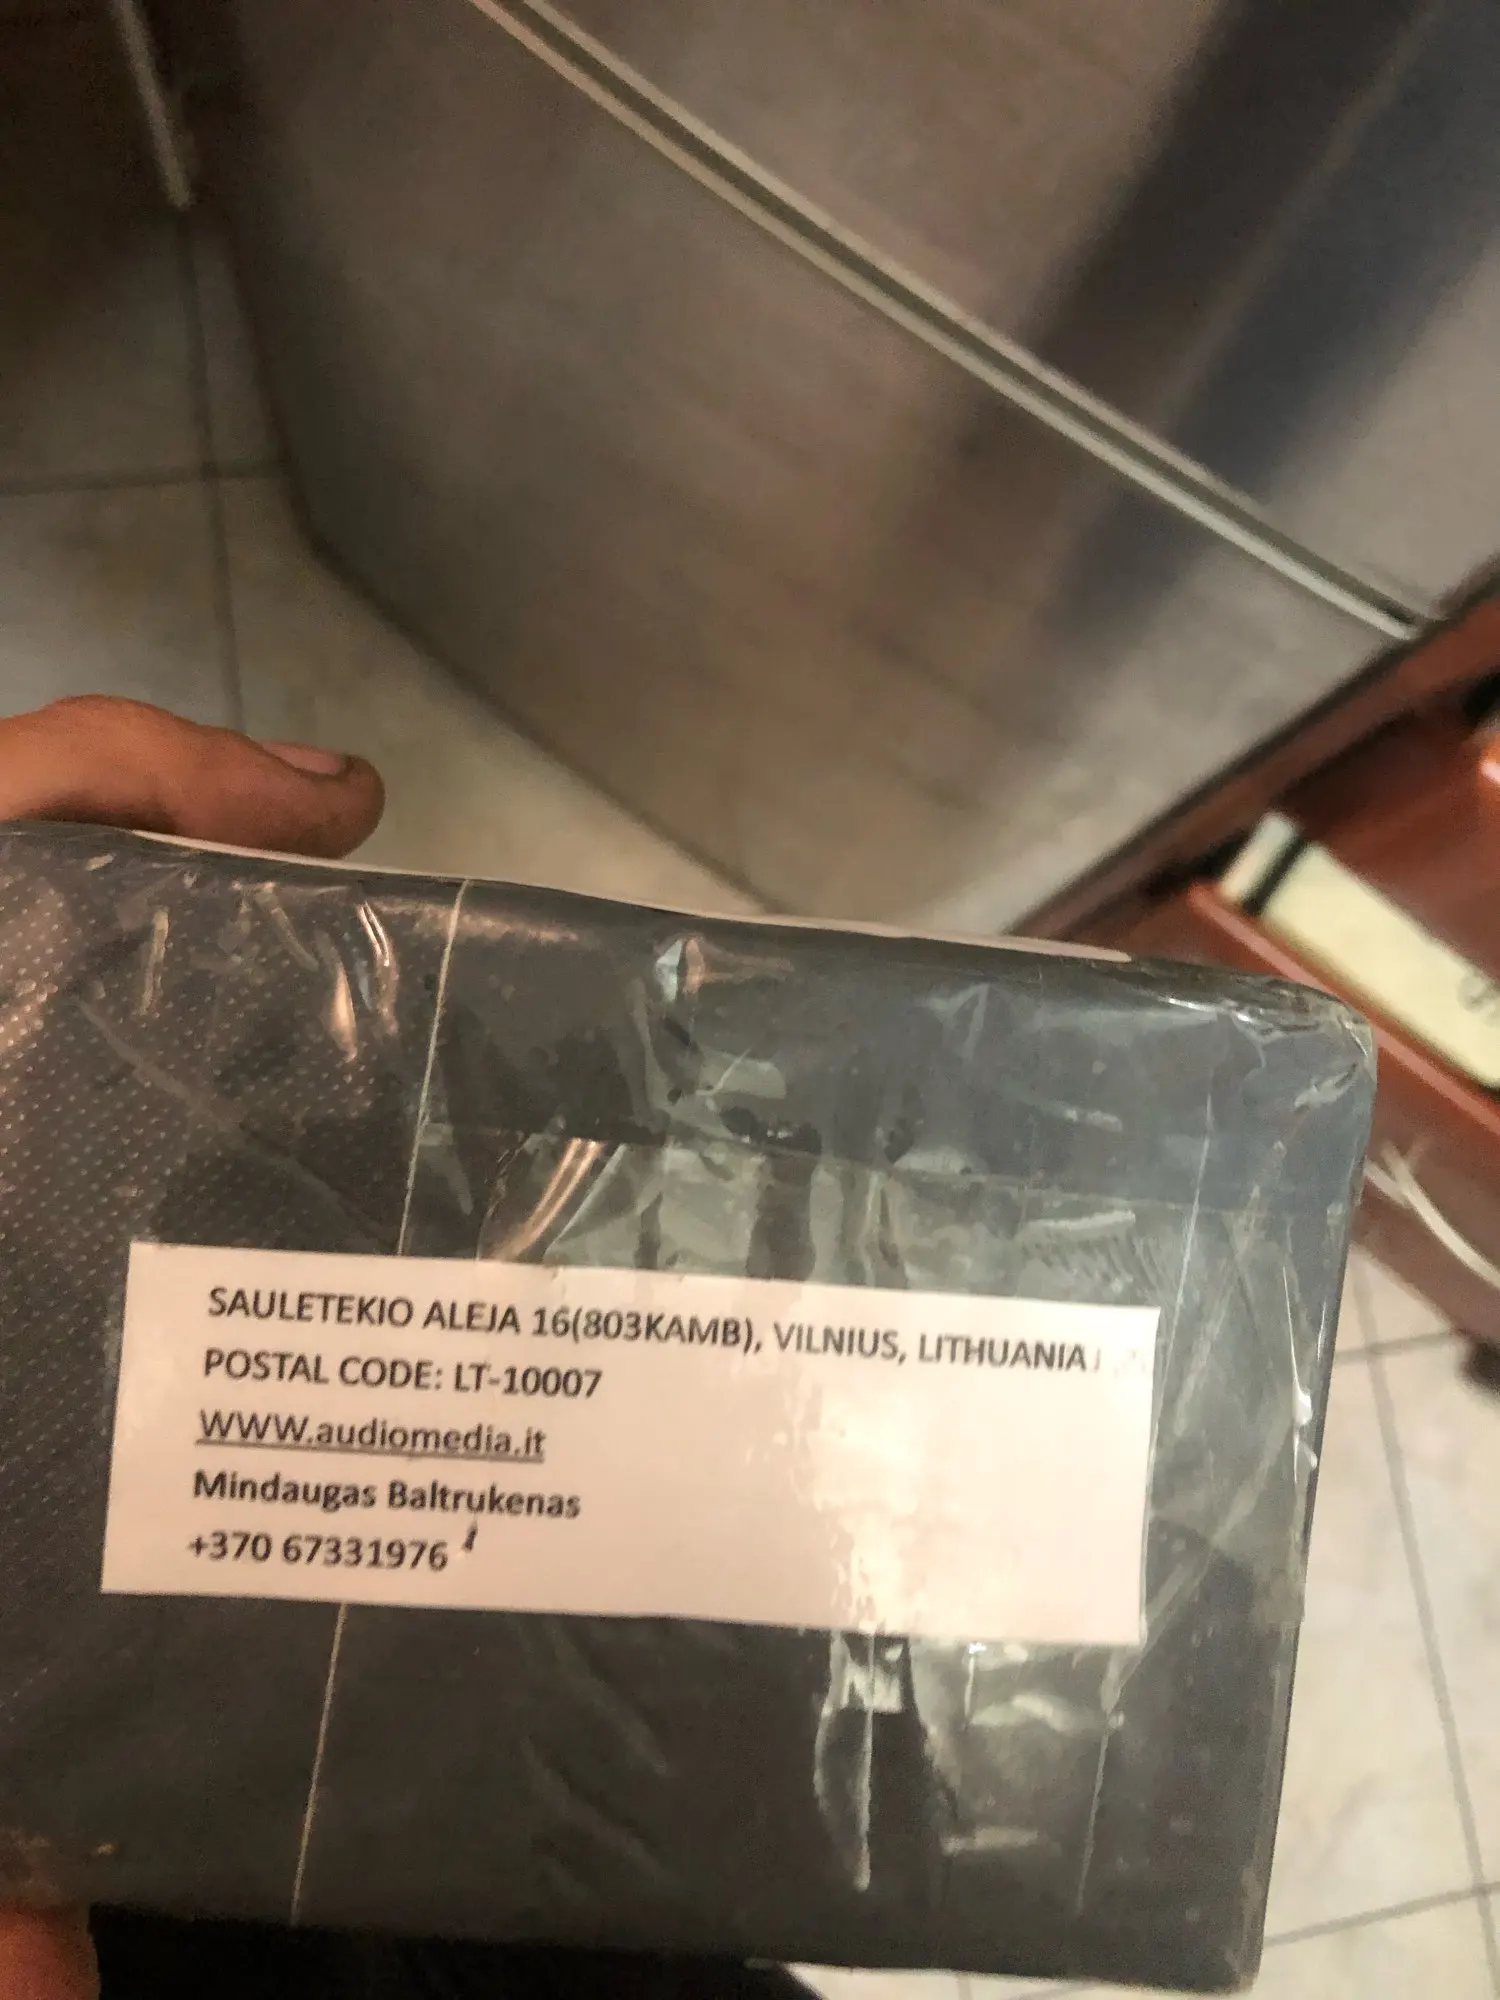 SAULETEKIO ALEJA 16(803KAMB), VILNIUS, LITHUANIA
POSTAL CODE: LT-10007
WWW.audiomedia.it
Mindaugas Baltrukenas
+370 67331976